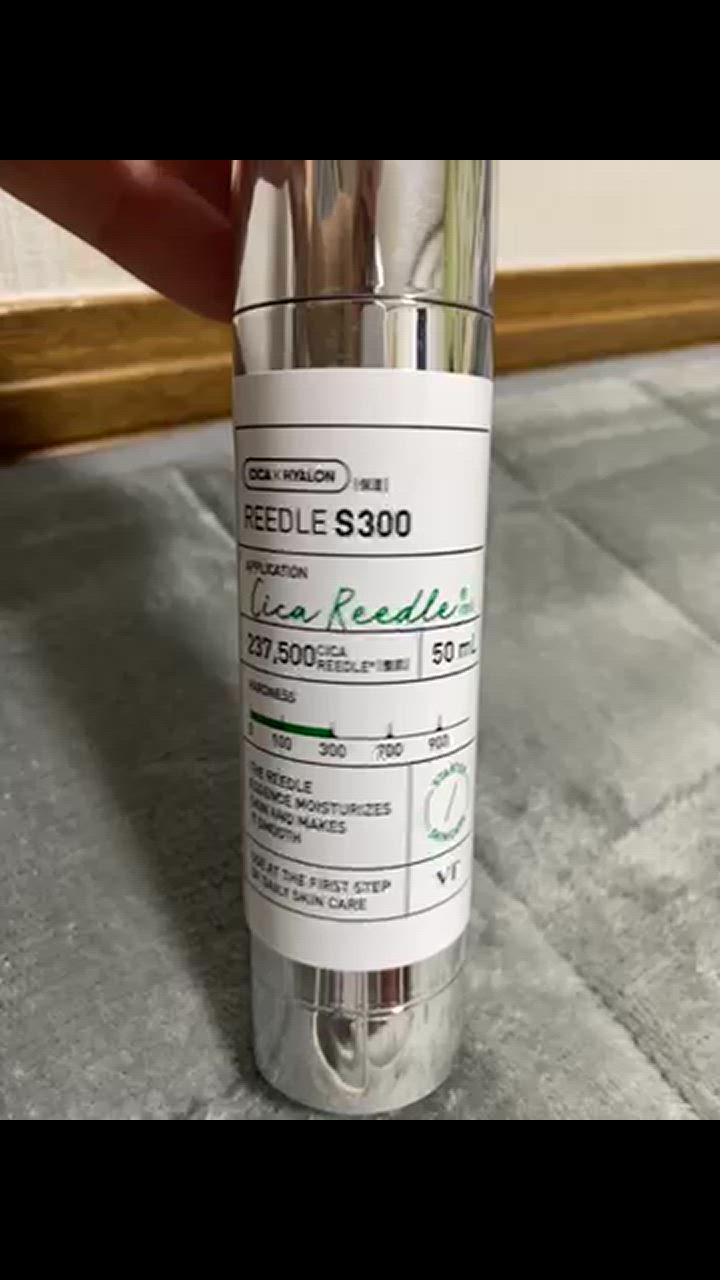 CICA × HYALON
REEDLE S300
APPLICATION
Cica Reedle
237,500 CICA REEDLE
50 mL
HARDNESS
0 100 300 700 900
THE REEDLE
ESSENCE MOISTURIZES
SKIN AND MAKES
IT SMOOTH
USE AT THE FIRST STEP
OF DAILY SKIN CARE
VT